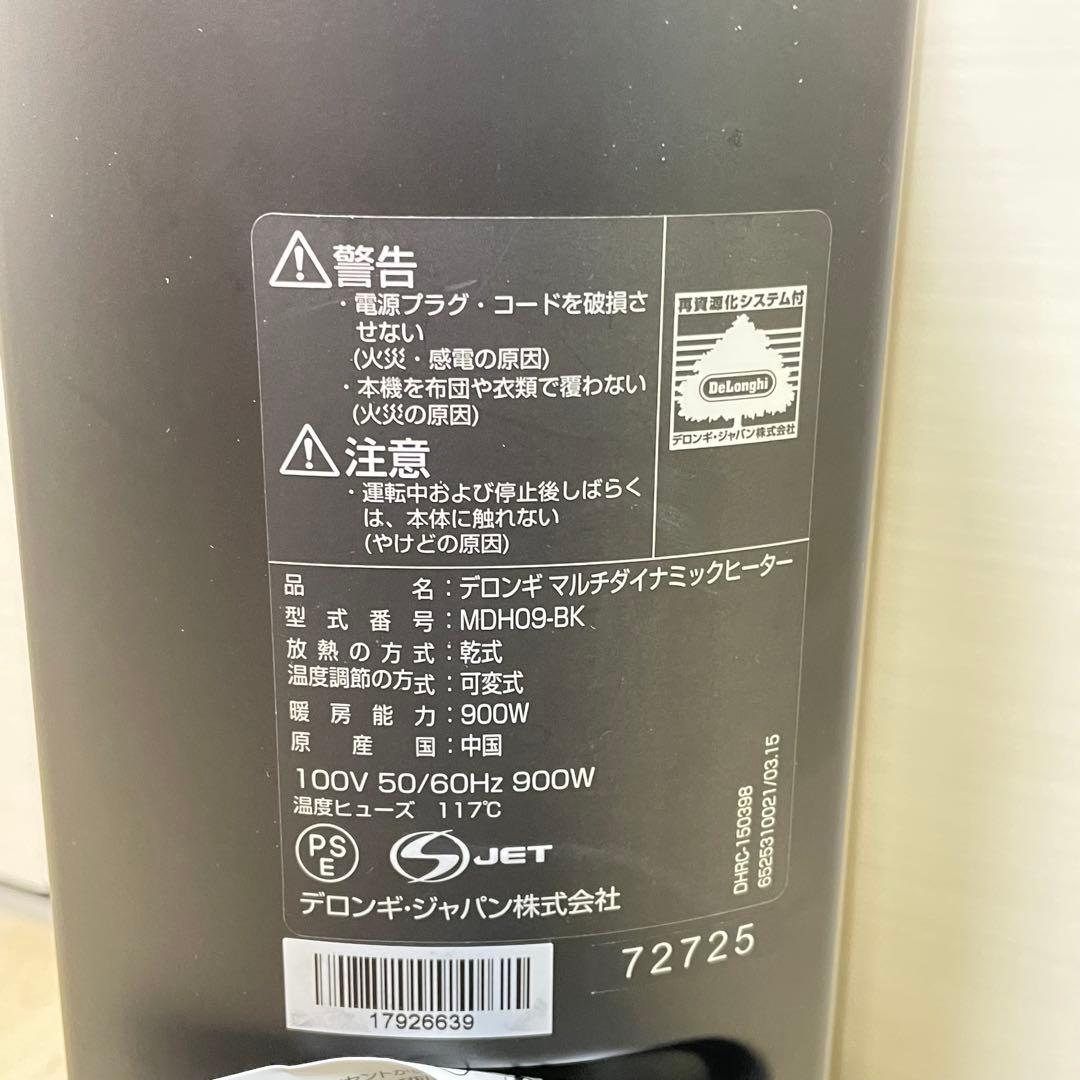 警告
・電源プラグ・コードを破損さ
せない
(火災・感電の原因)
・本機を布団や衣類で覆わない
(火災の原因)
注意
・運転中および停止後しばらく
は、本体に触れない
(やけどの原因)
再資源化システム付
DeLonghi
デロンギ・ジャパン株式会社
品名:デロンギ マルチダイナミックヒーター
型式番号:MDH09-BK
放熱の方式:乾式
温度調節の方式:可変式
暖房能力:900W
原産国:中国
100V 50/60Hz 900W
温度ヒューズ 117℃
PSE
JET
デロンギ・ジャパン株式会社
DHRC-150398
6525310021/03.15
72725
17926639